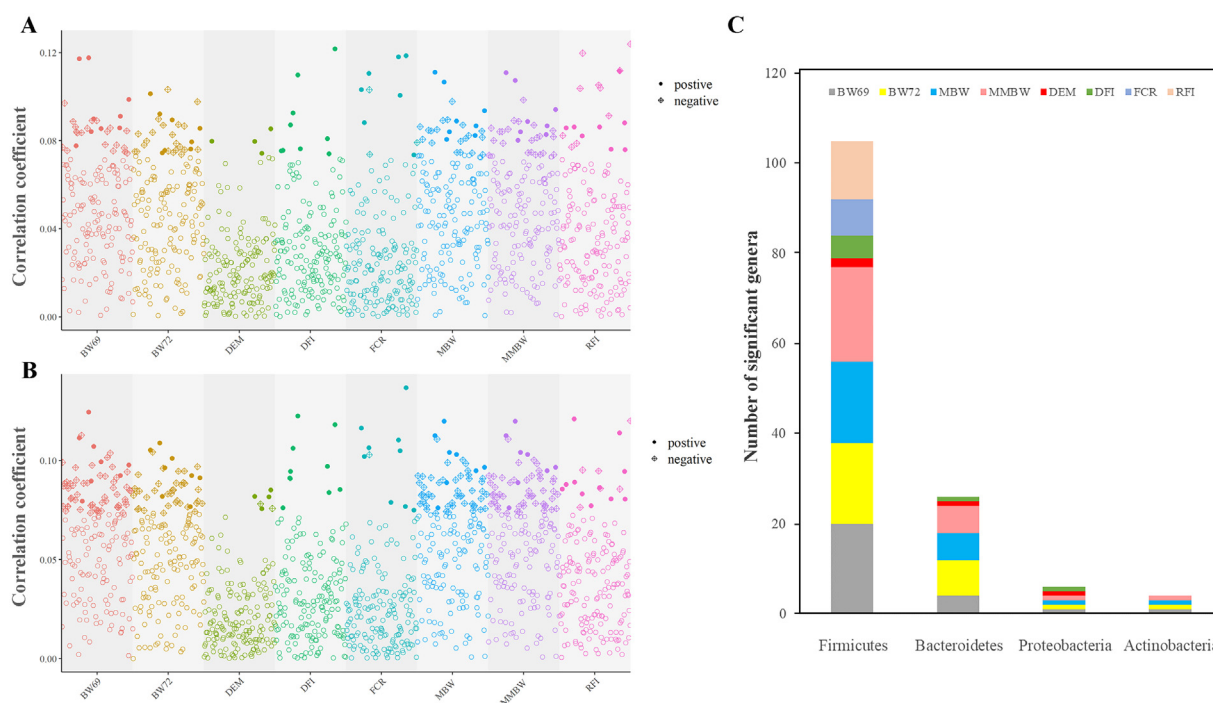 A
Correlation coefficient
0.12
0.08
0.04
0.00
BW69
BW72
DEM
DFI
FCR
MBW
MMBW
RFI
postive
negative
B
Correlation coefficient
0.10
0.05
0.00
BW69
BW72
DEM
DFI
FCR
MBW
MMBW
RFI
postive
negative
C
Number of significant genera
120
100
80
60
40
20
0
BW69 BW72 MBW MMBW DEM DFI FCR RFI
Firmicutes Bacteroidetes Proteobacteria Actinobacteria